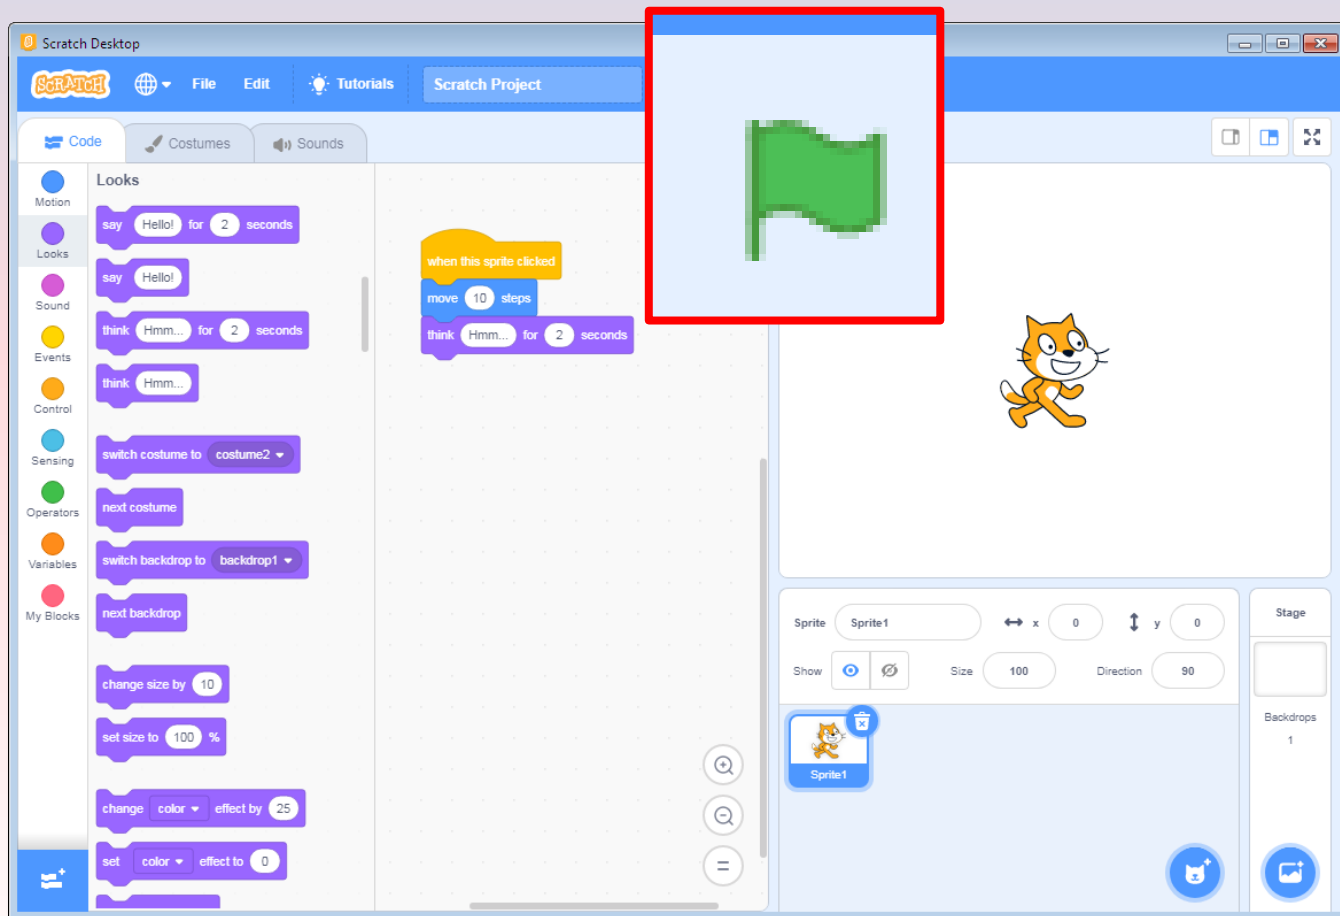 Scratch Desktop
SCRATCH File Edit Tutorials Scratch Project
Code Costumes Sounds
Motion
Looks
Sound
Events
Control
Sensing
Operators
Variables
My Blocks
Looks
say Hello! for 2 seconds
say Hello!
think Hmm... for 2 seconds
think Hmm...
switch costume to costume2
next costume
switch backdrop to backdrop1
next backdrop
change size by 10
set size to 100 %
change color effect by 25
set color effect to 0
when this sprite clicked
move 10 steps
think Hmm... for 2 seconds
Sprite Sprite1 x 0 y 0
Show Size 100 Direction 90
Sprite1
Stage
Backdrops
1